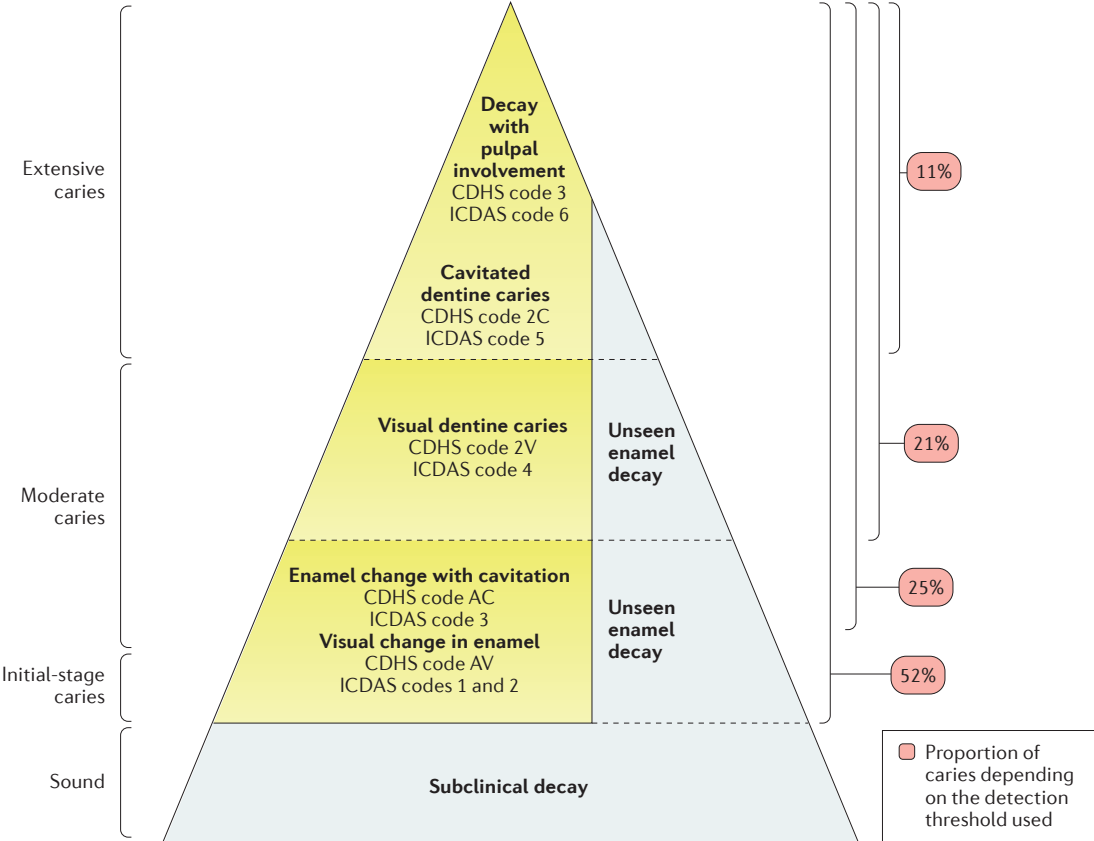 Extensive
caries
Decay
with
pulpal
involvement
CDHS code 3
ICDAS code 6
11%
Cavitated
dentine caries
CDHS code 2C
ICDAS code 5
Moderate
caries
Visual dentine caries
CDHS code 2V
ICDAS code 4
Unseen
enamel
decay
21%
Enamel change with cavitation
CDHS code AC
ICDAS code 3
Visual change in enamel
CDHS code AV
ICDAS codes 1 and 2
Unseen
enamel
decay
25%
Initial-stage
caries
52%
Sound
Subclinical decay
Proportion of
caries depending
on the detection
threshold used